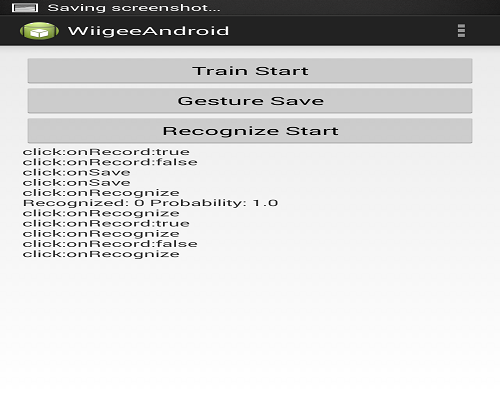 Saving screenshot...
WiigeeAndroid
Train Start
Gesture Save
Recognize Start
click:onRecord:true
click:onRecord:false
click:onSave
click:onSave
click:onRecognize
Recognized: 0 Probability: 1.0
click:onRecognize
click:onRecord:true
click:onRecognize
click:onRecord:false
click:onRecognize